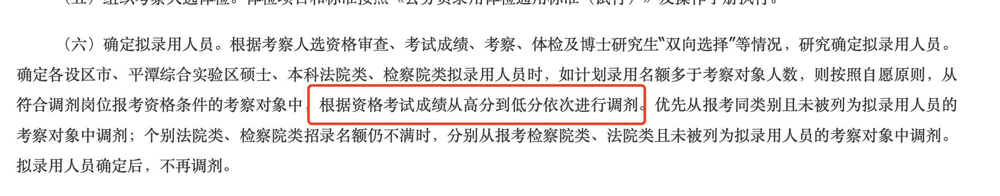 （五）组织考察人选体检。体检项目和标准按照《公务员录用体检通用标准（试行）》及操作手册执行。
（六）确定拟录用人员。根据考察人选资格审查、考试成绩、考察、体检及博士研究生“双向选择”等情况，研究确定拟录用人员。
确定各设区市、平潭综合实验区硕士、本科法院类、检察院类拟录用人员时，如计划录用名额多于考察对象人数，则按照自愿原则，从
符合调剂岗位报考资格条件的考察对象中，根据资格考试成绩从高分到低分依次进行调剂。优先从报考同类别且未被列为拟录用人员的
考察对象中调剂；个别法院类、检察院类招录名额仍不满时，分别从报考检察院类、法院类且未被列为拟录用人员的考察对象中调剂。
拟录用人员确定后，不再调剂。